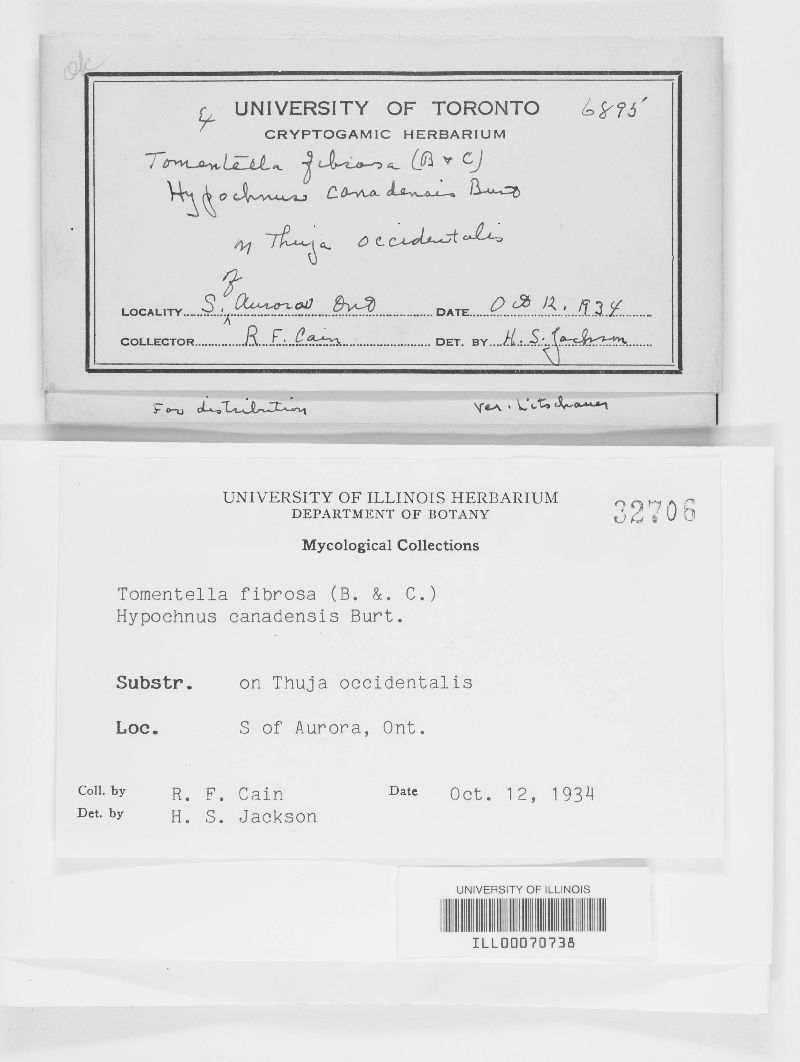 ok
UNIVERSITY OF TORONTO 6895
CRYPTOGAMIC HERBARIUM
Tomentella fibrosa (B & C)
Hypochnus canadensis Burt
on Thuja occidentalis
LOCALITY S. of Aurora Ont DATE Oct 12, 1934
COLLECTOR R. F. Cain DET. BY H. S. Jackson
For distribution Ver. Litschauer
UNIVERSITY OF ILLINOIS HERBARIUM
DEPARTMENT OF BOTANY
32706
Mycological Collections
Tomentella fibrosa (B. &. C.)
Hypochnus canadensis Burt.
Substr. on Thuja occidentalis
Loc. S of Aurora, Ont.
Coll. by R. F. Cain Date Oct. 12, 1934
Det. by H. S. Jackson
UNIVERSITY OF ILLINOIS
ILL00070738